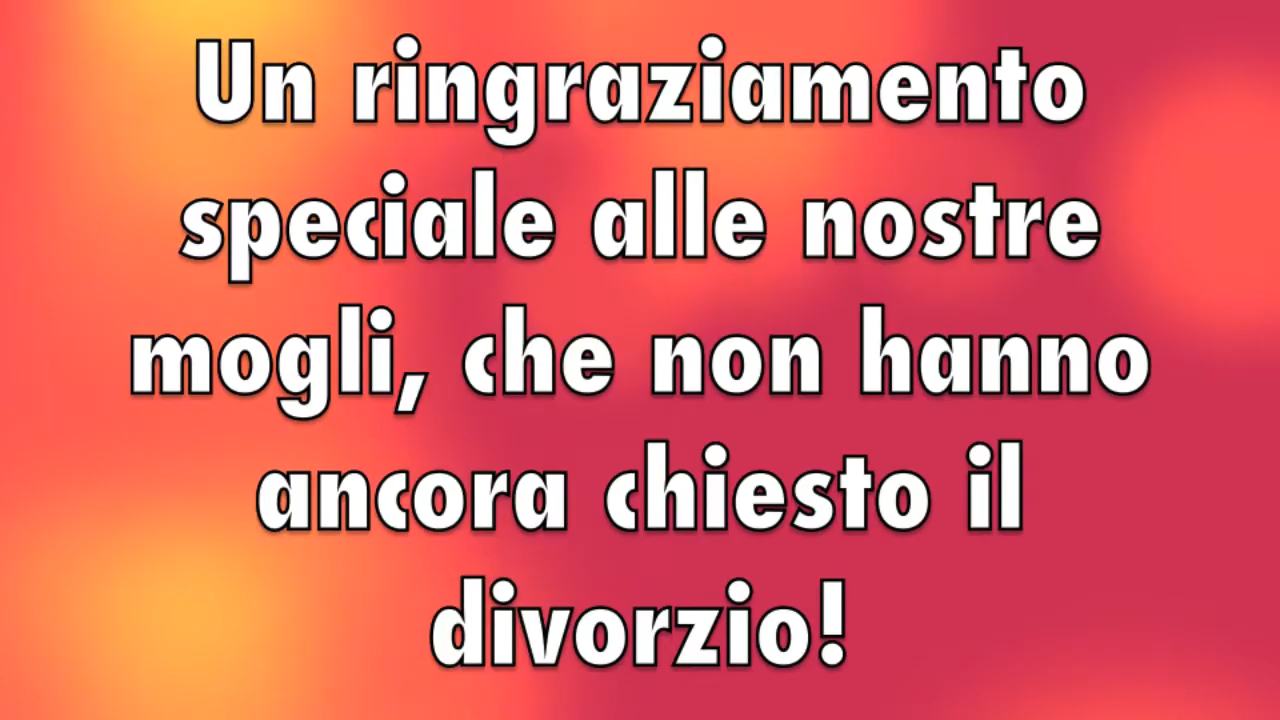 Un ringraziamento
speciale alle nostre
mogli, che non hanno
ancora chiesto il
divorzio!